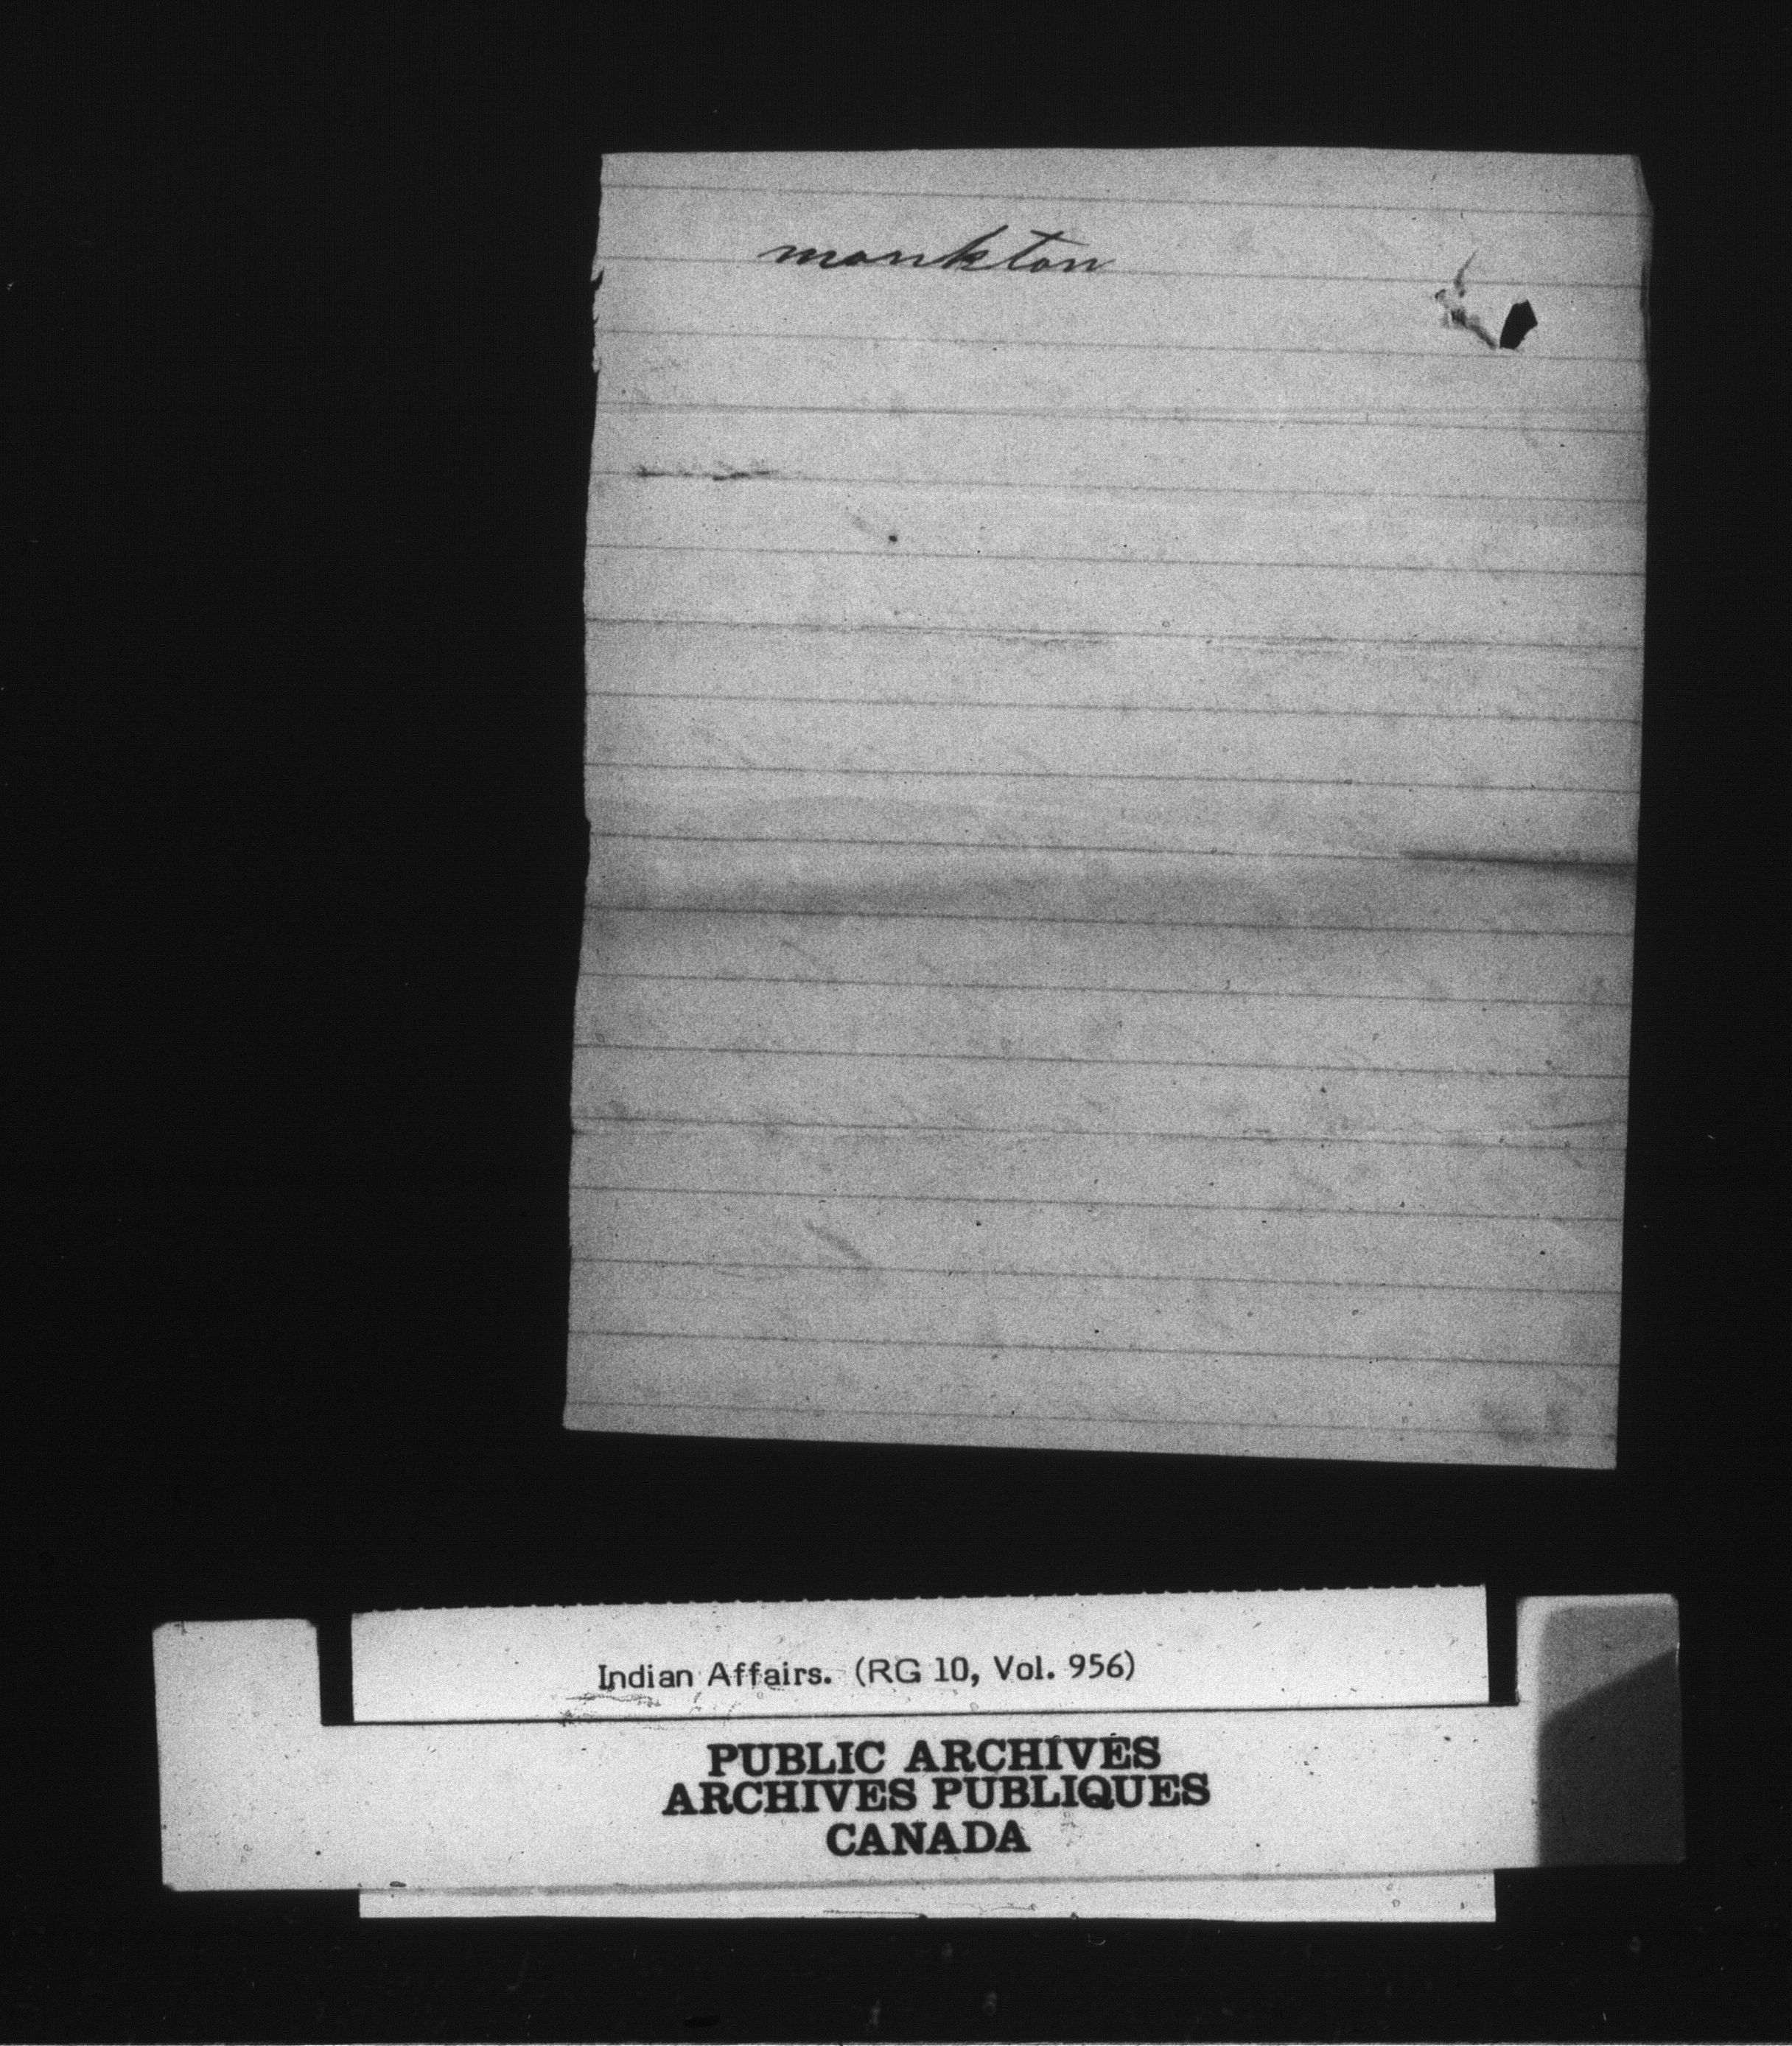 monkton
Indian Affairs. (RG 10, Vol. 956)
PUBLIC ARCHIVES
ARCHIVES PUBLIQUES
CANADA